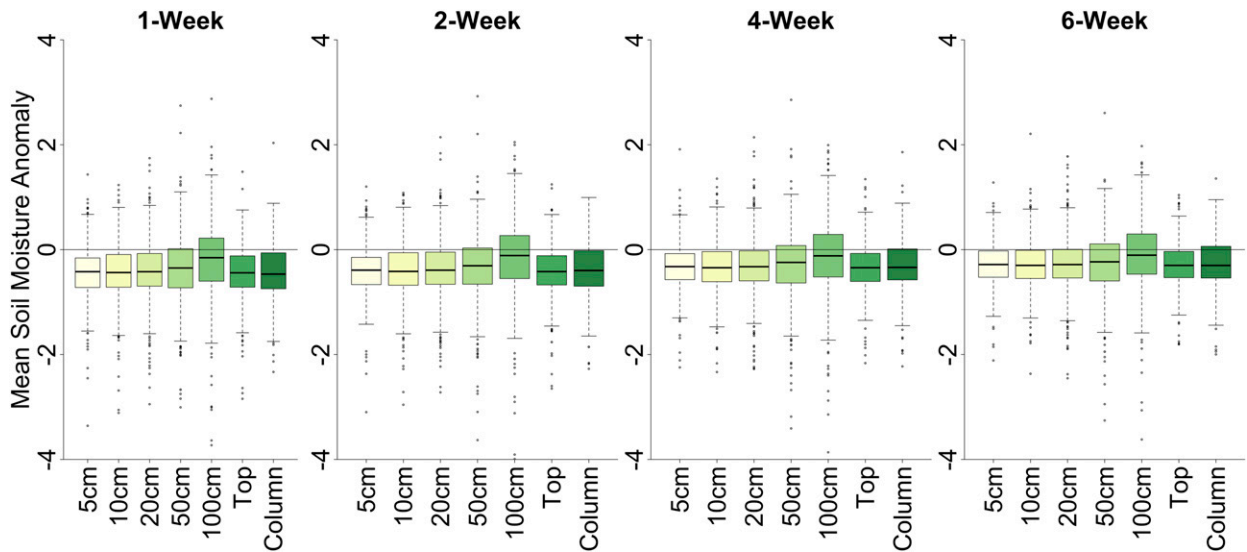 1-Week
2-Week
4-Week
6-Week
Mean Soil Moisture Anomaly
4
2
0
-2
-4
5cm
10cm
20cm
50cm
100cm
Top
Column
4
2
0
-2
-4
5cm
10cm
20cm
50cm
100cm
Top
Column
4
2
0
-2
-4
5cm
10cm
20cm
50cm
100cm
Top
Column
4
2
0
-2
-4
5cm
10cm
20cm
50cm
100cm
Top
Column